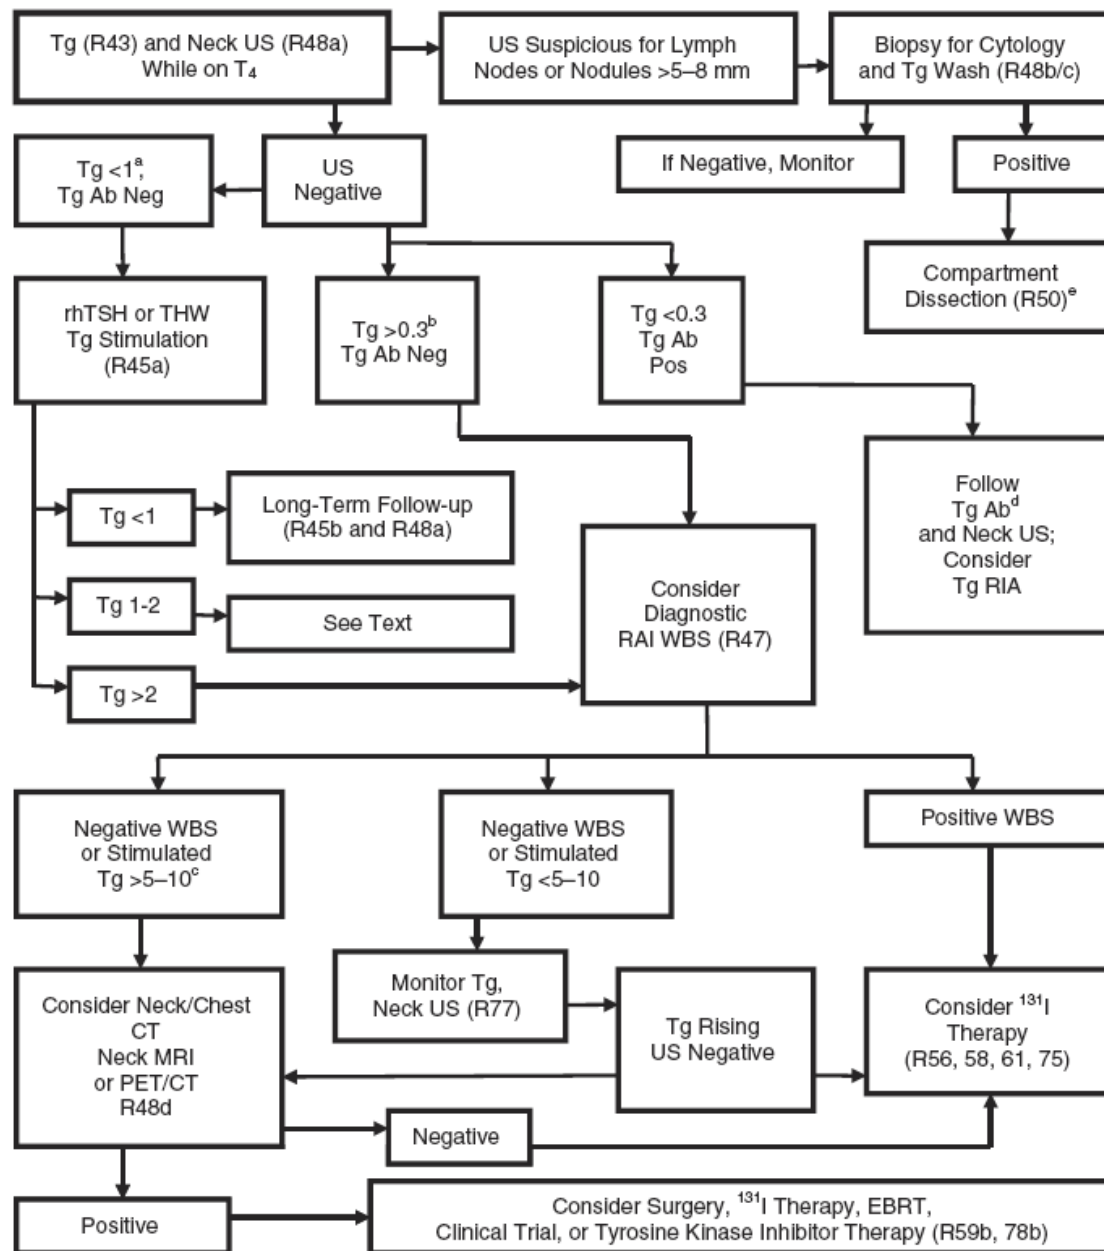 Tg (R43) and Neck US (R48a)
While on T₄
US Suspicious for Lymph
Nodes or Nodules >5–8 mm
Biopsy for Cytology
and Tg Wash (R48b/c)
Tg <1ᵃ,
Tg Ab Neg
US
Negative
If Negative, Monitor
Positive
Compartment
Dissection (R50)ᵉ
rhTSH or THW
Tg Stimulation
(R45a)
Tg >0.3ᵇ
Tg Ab Neg
Tg <0.3
Tg Ab
Pos
Follow
Tg Abᵈ
and Neck US;
Consider
Tg RIA
Tg <1
Long-Term Follow-up
(R45b and R48a)
Tg 1-2
See Text
Tg >2
Consider
Diagnostic
RAI WBS (R47)
Negative WBS
or Stimulated
Tg >5–10ᶜ
Negative WBS
or Stimulated
Tg <5–10
Positive WBS
Consider Neck/Chest
CT
Neck MRI
or PET/CT
R48d
Monitor Tg,
Neck US (R77)
Tg Rising
US Negative
Consider ¹³¹I
Therapy
(R56, 58, 61, 75)
Negative
Positive
Consider Surgery, ¹³¹I Therapy, EBRT,
Clinical Trial, or Tyrosine Kinase Inhibitor Therapy (R59b, 78b)